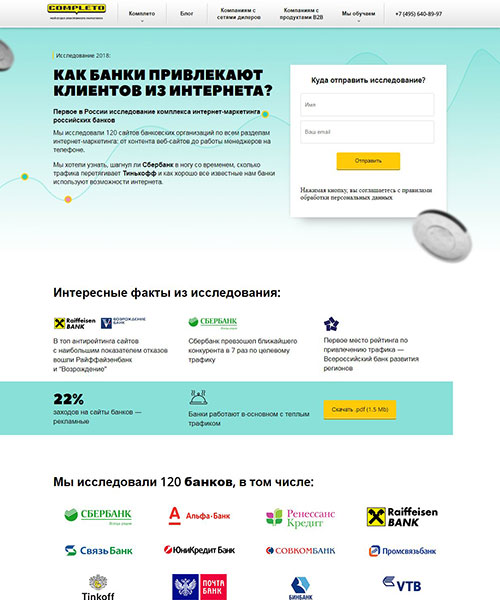 COMPLETO
Комплето
Блог
Компаниям с
сетями дилеров
Компаниям с
продуктами B2B
Мы обучаем
+7 (495) 640-89-97
Исследование 2018:
КАК БАНКИ ПРИВЛЕКАЮТ
КЛИЕНТОВ ИЗ ИНТЕРНЕТА?
Первое в России исследование комплекса интернет-маркетинга
российских банков
Мы исследовали 120 сайтов банковских организаций по всем разделам
интернет-маркетинга: от контента веб-сайтов до работы менеджеров на
телефоне.
Мы хотели узнать, шагнул ли Сбербанк в ногу со временем, сколько
трафика перетягивает Тинькофф и как хорошо все известные нам банки
используют возможности интернета.
Куда отправить исследование?
Имя
Ваш email
Отправить
Нажимая кнопку, вы соглашаетесь с правилами
обработки персональных данных
Интересные факты из исследования:
Raiffeisen
BANK
ВОЗРОЖДЕНИЕ
БАНК
СБЕРБАНК
В топ антирейтинга сайтов
с наибольшим показателем отказов
вошли Райффайзенбанк
и "Возрождение"
Сбербанк превзошел ближайшего
конкурента в 7 раз по целевому
трафику
Первое место рейтинга по
привлечению трафика —
Всероссийский банк развития
регионов
22%
заходов на сайты банков —
рекламные
Банки работают в-основном с теплым
трафиком
Скачать .pdf (1.5 Mb)
Мы исследовали 120 банков, в том числе:
СБЕРБАНК
Альфа·Банк
Ренессанс
Кредит
Raiffeisen
BANK
СвязьБанк
ЮниКредит Банк
СОВКОМБАНК
Промсвязьбанк
Tinkoff
ПОЧТА
БАНК
БИНБАНК
VTB